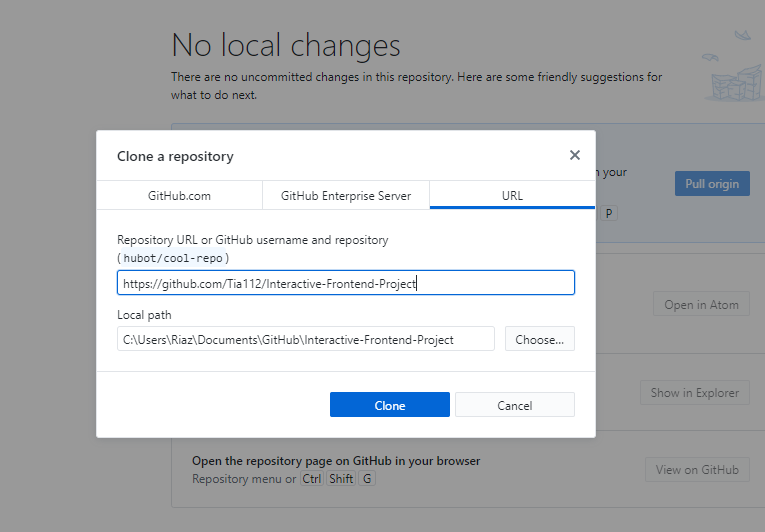 No local changes
There are no uncommitted changes in this repository. Here are some friendly suggestions for
what to do next.
Clone a repository
GitHub.com
GitHub Enterprise Server
URL
your
Pull origin
P
Repository URL or GitHub username and repository
(hubot/cool-repo)
https://github.com/Tia112/Interactive-Frontend-Project
Local path
C:\Users\Riaz\Documents\GitHub\Interactive-Frontend-Project
Choose...
Open in Atom
Clone
Cancel
Show in Explorer
Open the repository page on GitHub in your browser
Repository menu or Ctrl Shift G
View on GitHub